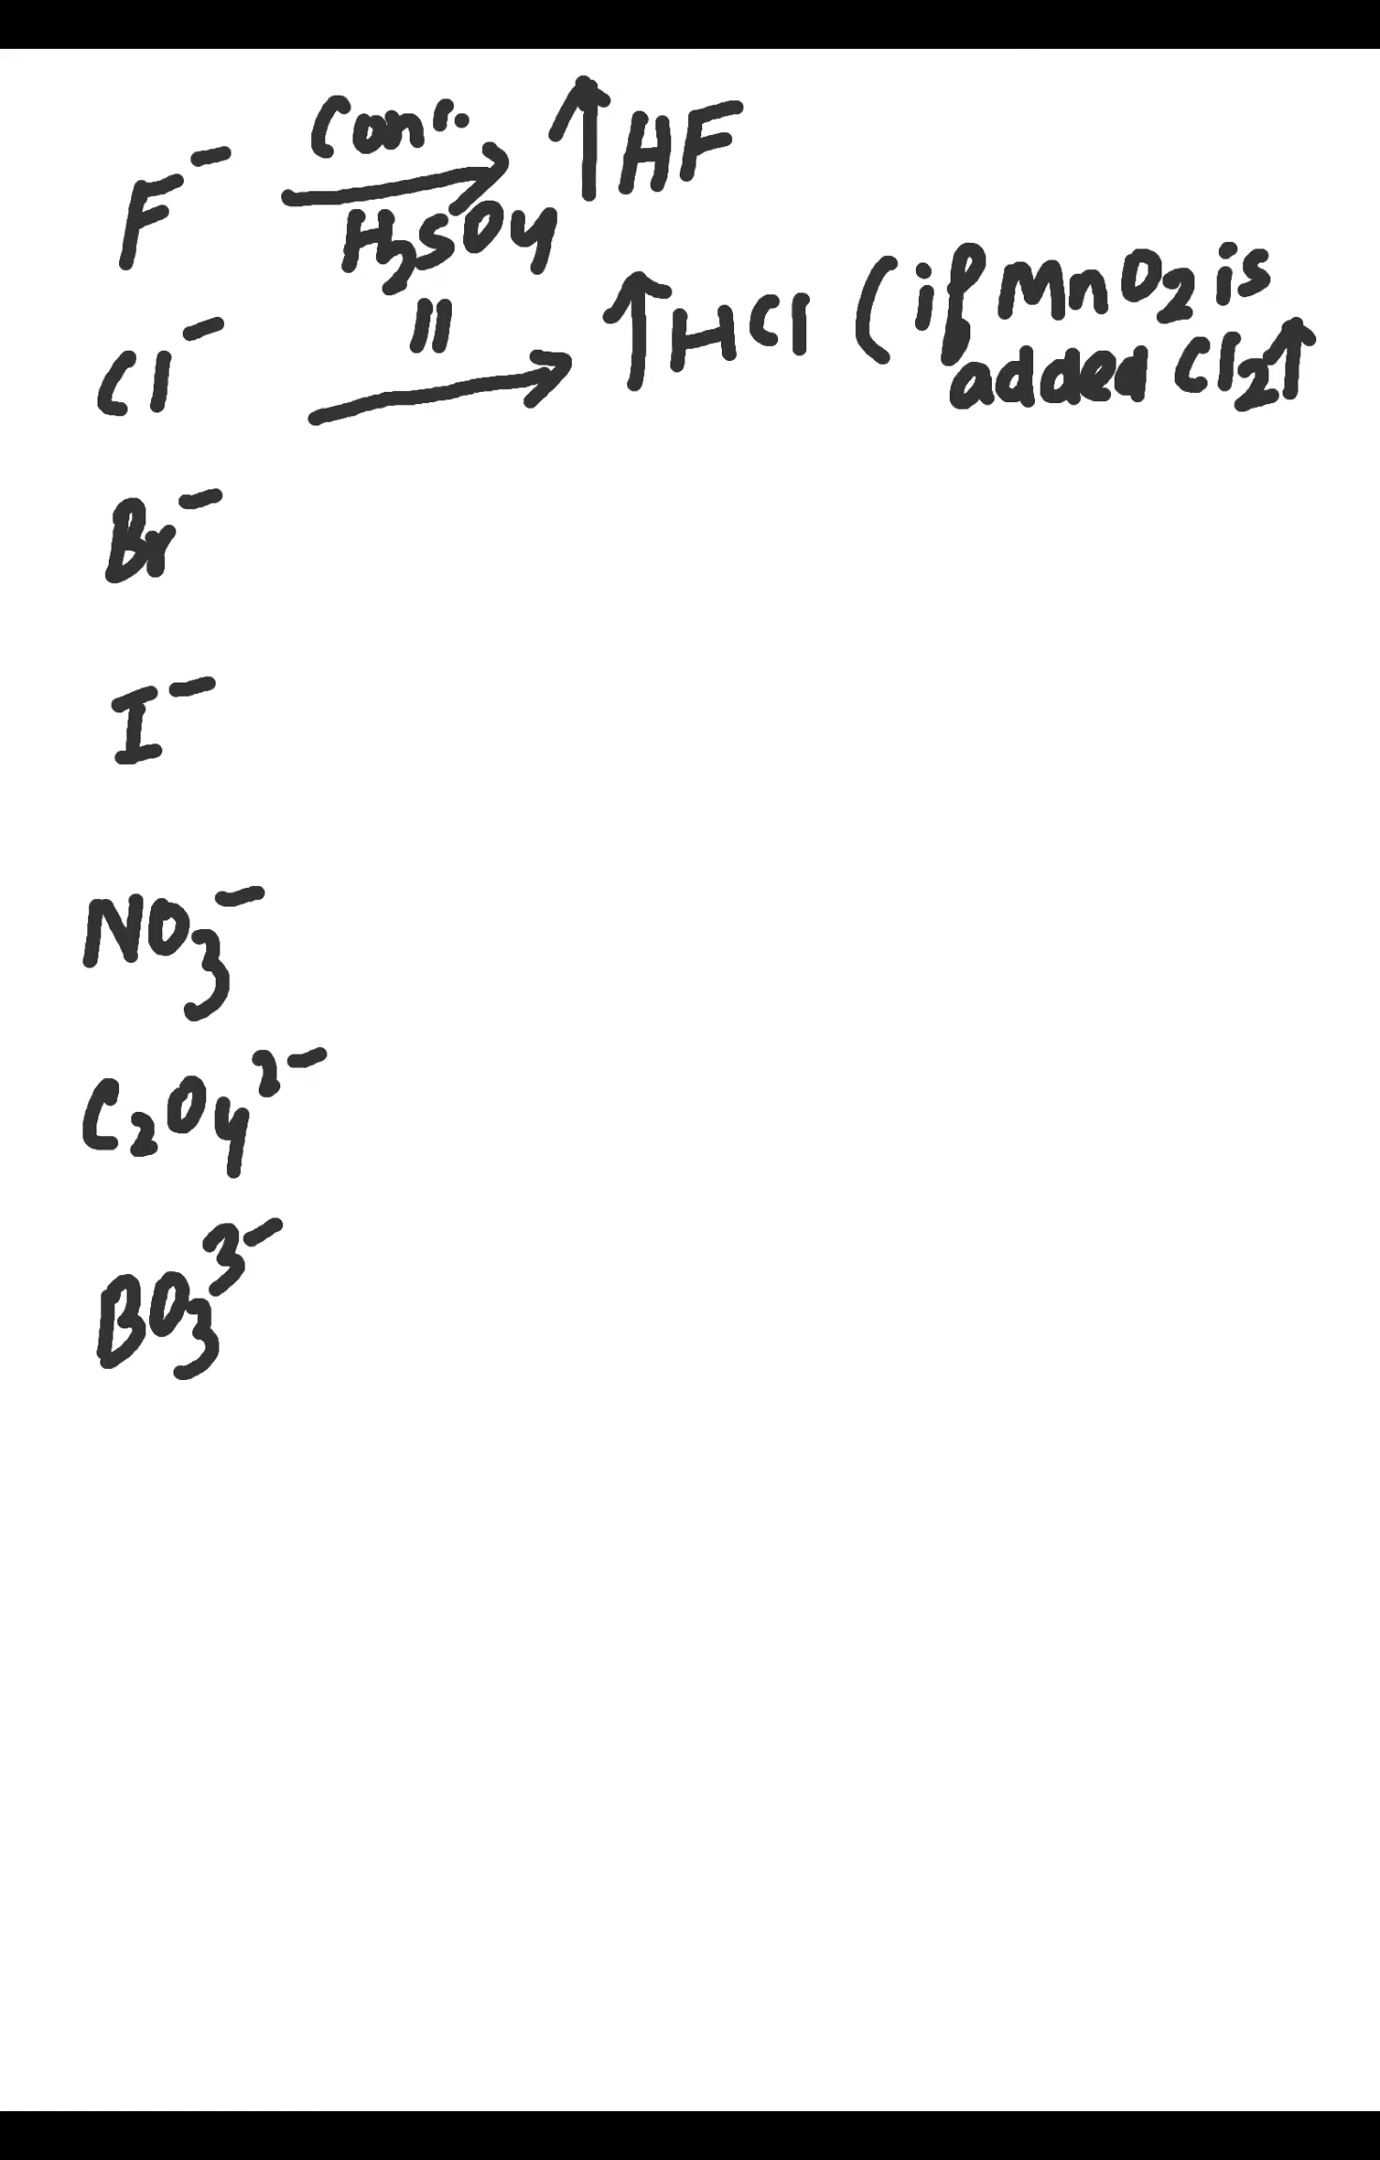 F⁻ Conc. H₂SO₄ → ↑HF
Cl⁻ 〃 → ↑HCl (if MnO₂ is
added Cl₂↑
Br⁻
I⁻
NO₃⁻
C₂O₄²⁻
BO₃³⁻